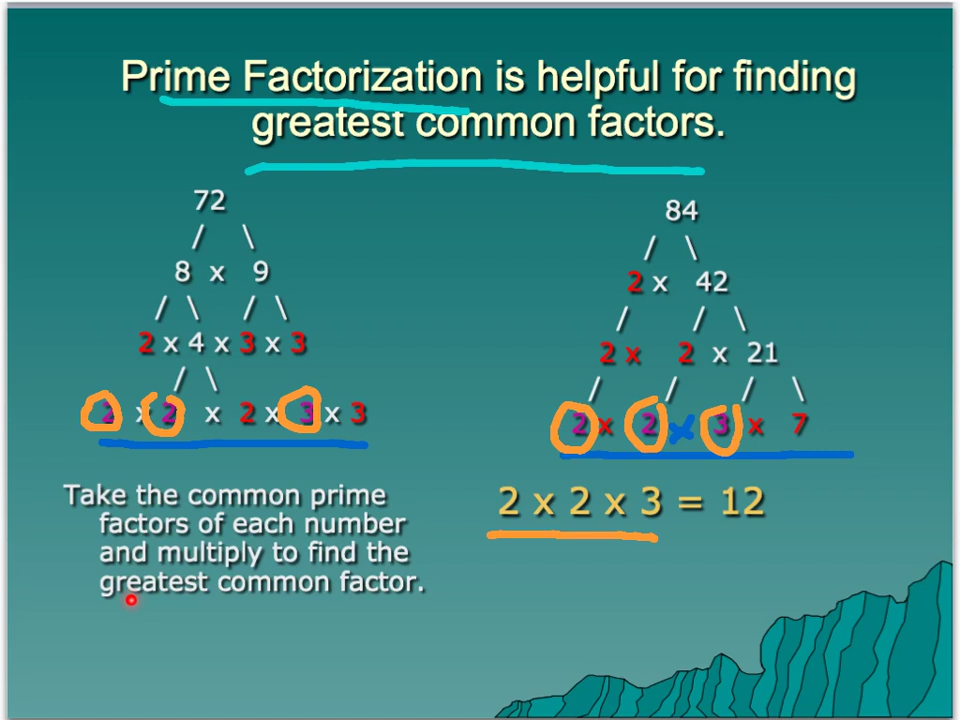 Prime Factorization is helpful for finding
greatest common factors.
72
/ \
8 x 9
/ \ / \
2 x 4 x 3 x 3
/ \
2 x 2 x 2 x 3 x 3
84
/ \
2 x 42
/ / \
2 x 2 x 21
/ / / \
2 x 2 x 3 x 7
Take the common prime
factors of each number
and multiply to find the
greatest common factor.
2 x 2 x 3 = 12